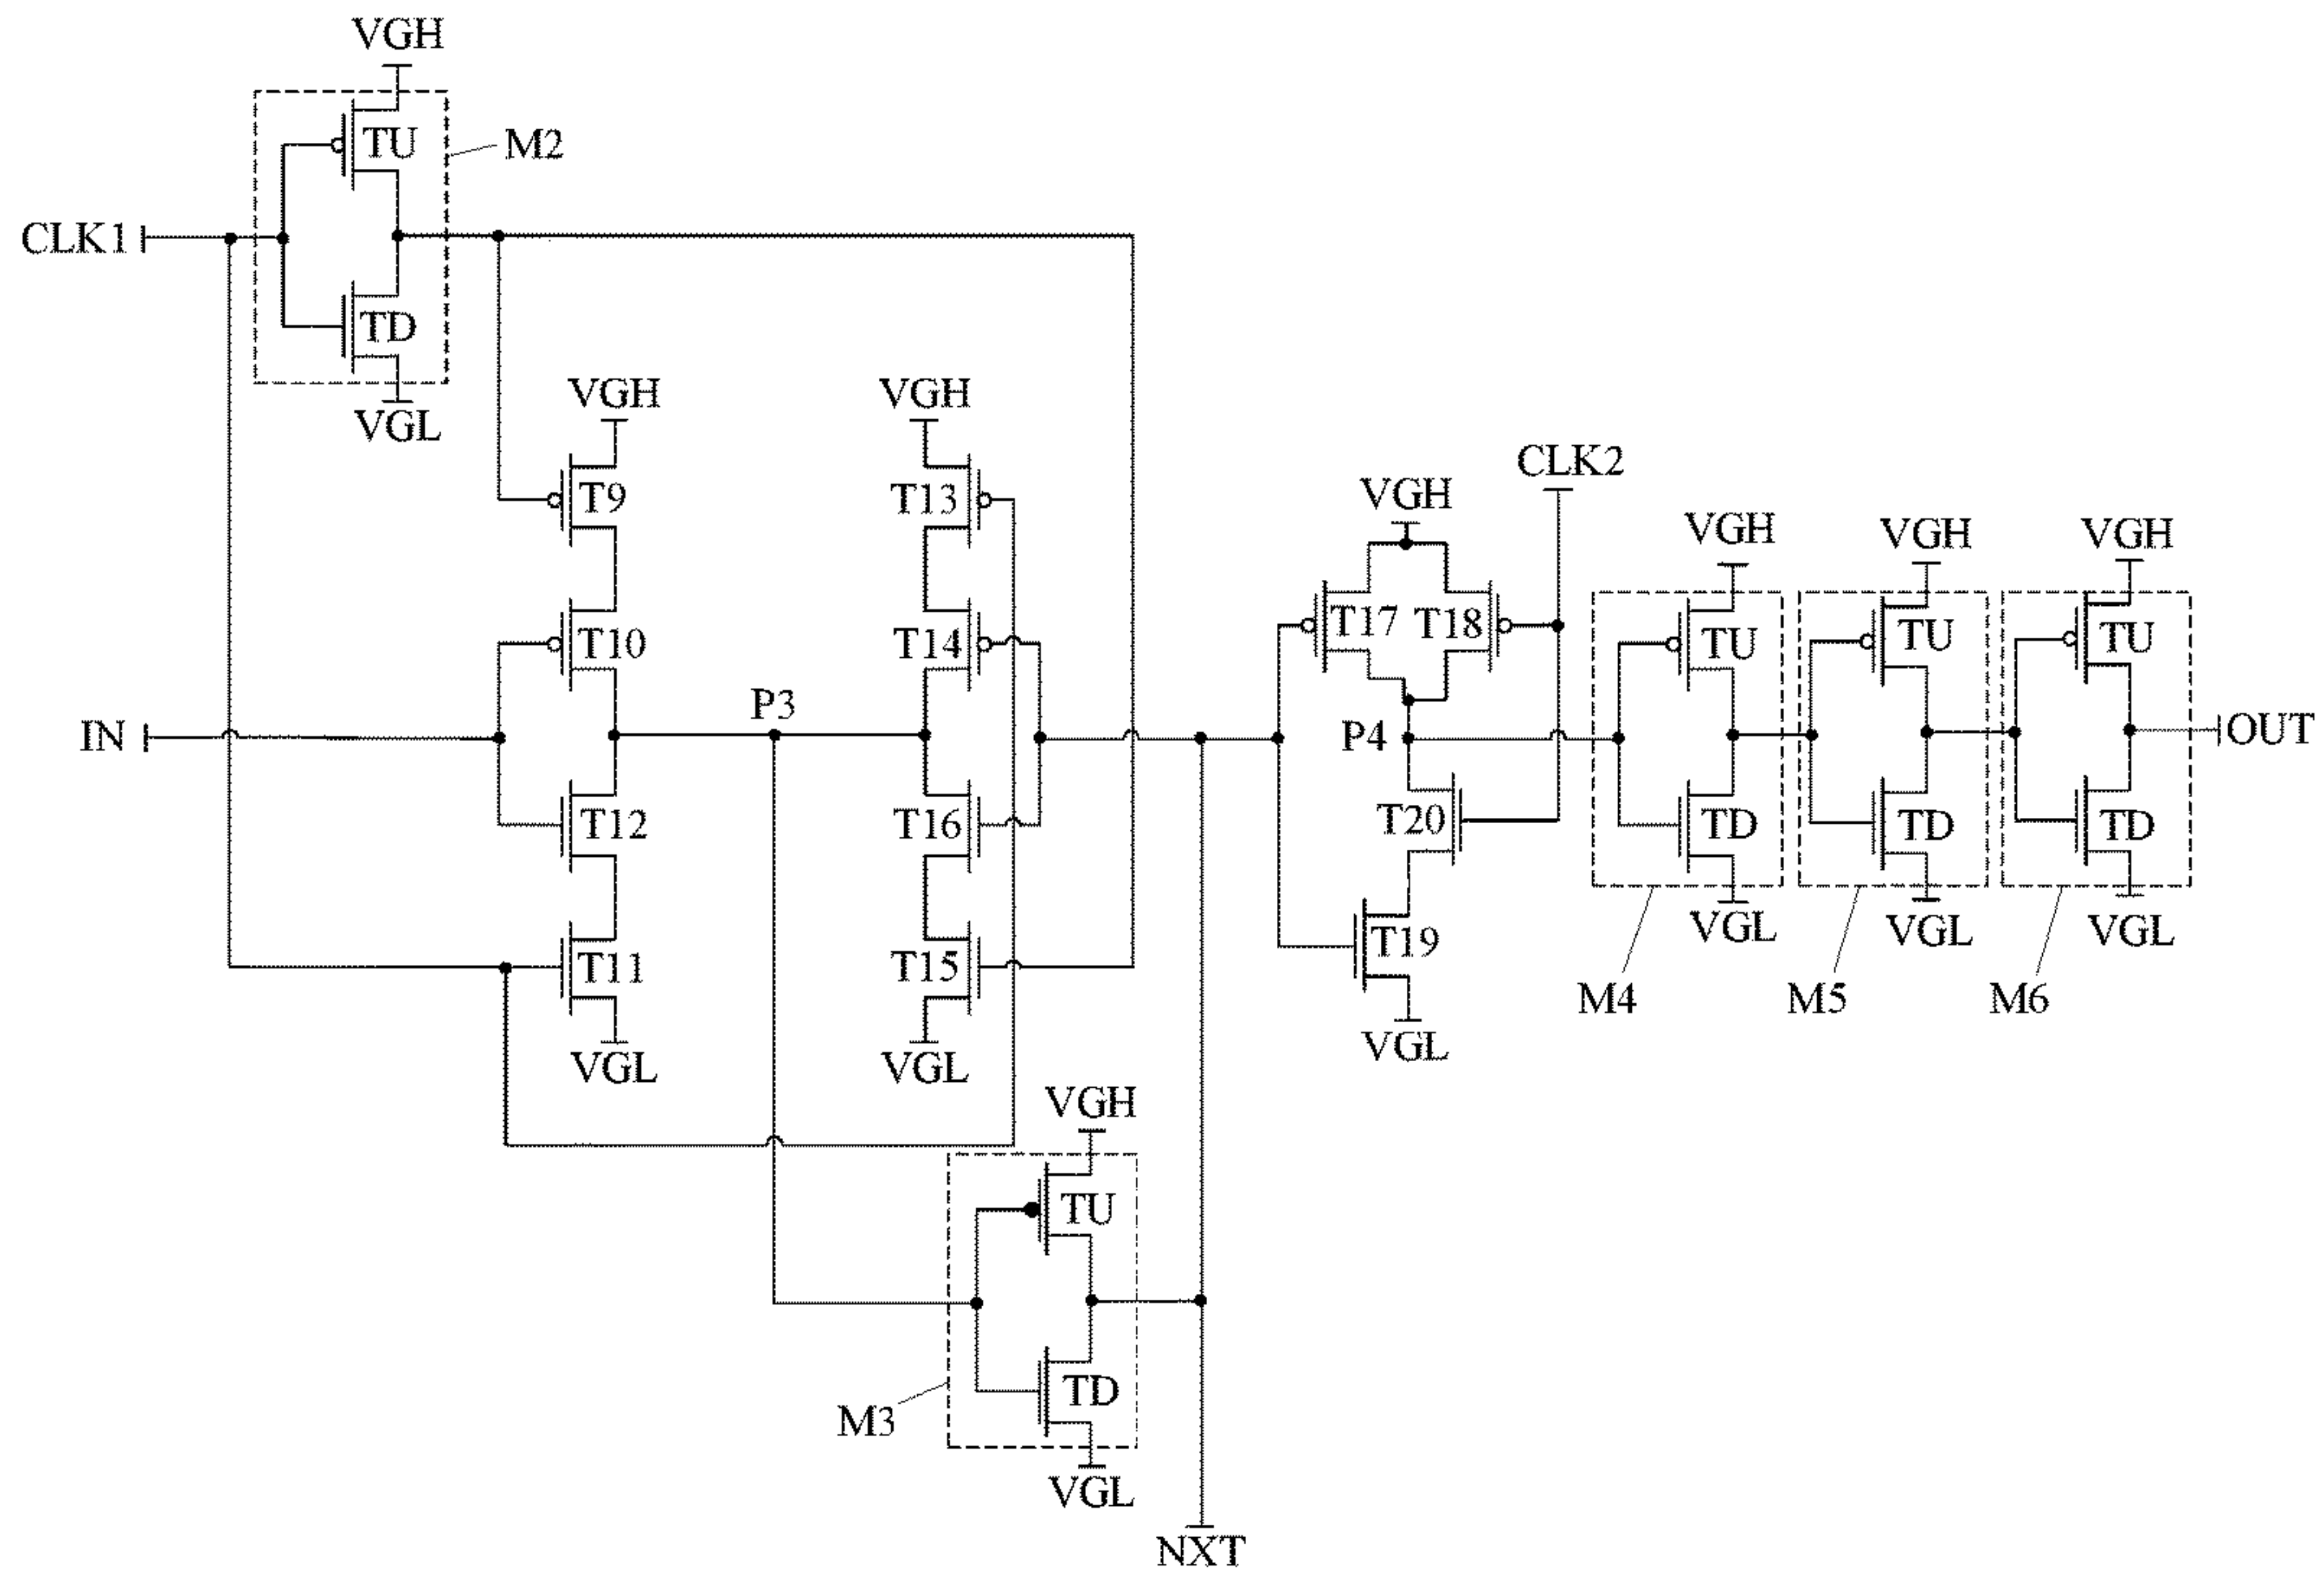 VGH
TU
M2
CLK1
TD
VGL
VGH
VGH
T9
T13
CLK2
VGH
VGH
VGH
VGH
T10
T14
T17
T18
TU
TU
TU
IN
P3
P4
OUT
T12
T16
T20
TD
TD
TD
T11
T15
T19
VGL
VGL
VGL
M4
M5
M6
VGL
VGL
VGL
VGH
TU
TD
M3
VGL
NXT